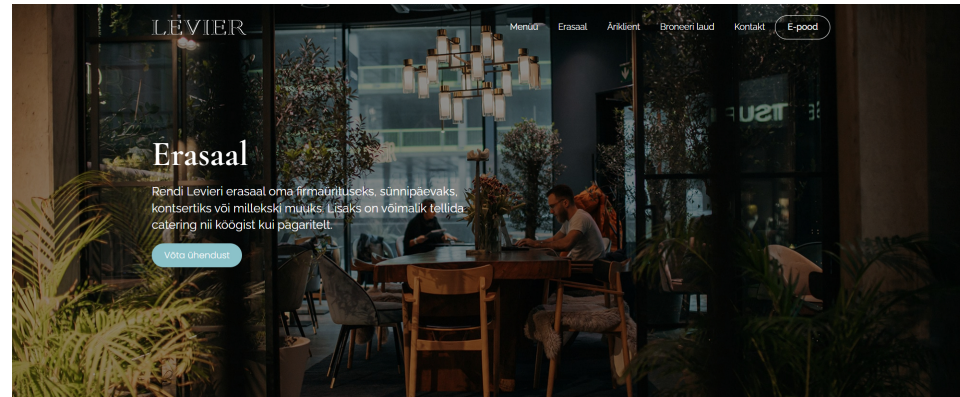 LEVIER
Menüü
Erasaal
Äriklient
Broneeri laud
Kontakt
E-pood
Erasaal
Rendi Levieri erasaal oma firmaürituseks, sünnipäevaks,
kontsertiks või millekski muuks. Lisaks on võimalik tellida
catering nii köögist kui pagaritelt.
Võta ühendust